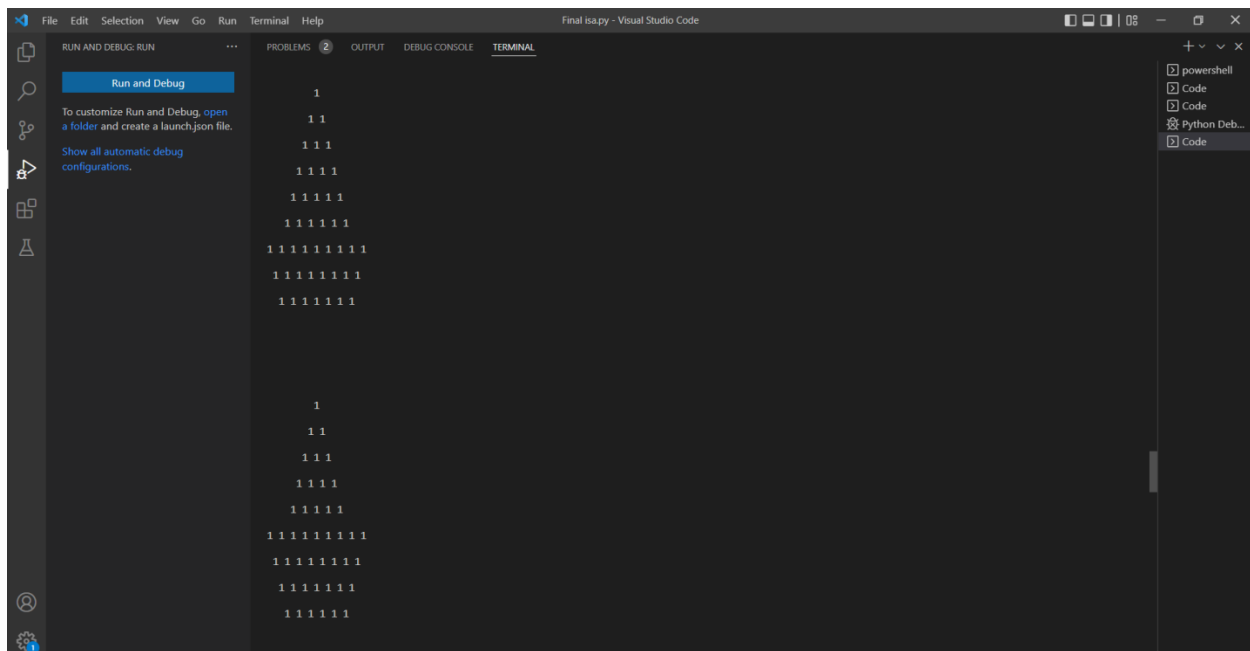 File Edit Selection View Go Run Terminal Help
Final isa.py - Visual Studio Code
RUN AND DEBUG: RUN ...
Run and Debug
To customize Run and Debug, open
a folder and create a launch.json file.
Show all automatic debug
configurations.
PROBLEMS 2 OUTPUT DEBUG CONSOLE TERMINAL
1
1 1
1 1 1
1 1 1 1
1 1 1 1 1
1 1 1 1 1 1
1 1 1 1 1 1 1 1 1
1 1 1 1 1 1 1 1
1 1 1 1 1 1 1
1
1 1
1 1 1
1 1 1 1
1 1 1 1 1
1 1 1 1 1 1 1 1 1
1 1 1 1 1 1 1 1
1 1 1 1 1 1 1
1 1 1 1 1 1
powershell
Code
Code
Python Deb...
Code
1